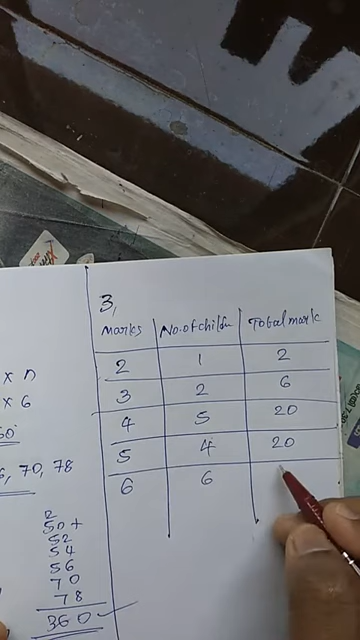 3,
marks No. of childn Total mark
2 1 2
3 2 6
4 5 20
5 4 20
6 6
x n
x 6
60
6, 70, 78
2
50+
52
54
56
70
78
360